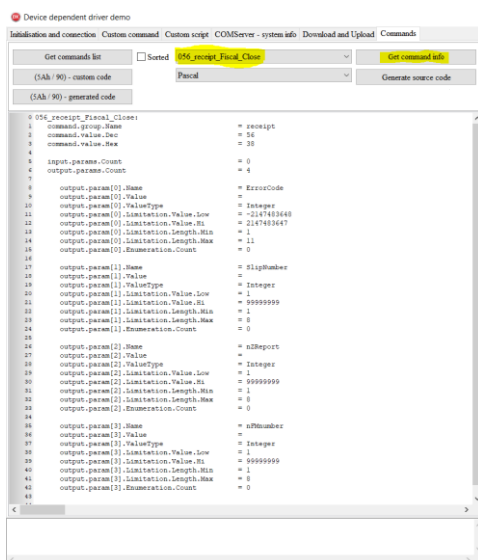 Device dependent driver demo
Initialisation and connection Custom command Custom script COMServer - system info Download and Upload Commands
Get commands list Sorted 056_receipt_Fiscal_Close Get command info
(5Ah / 90) - custom code Pascal Generate source code
(5Ah / 90) - generated code
0 056_receipt_Fiscal_Close:
1 command.group.Name = receipt
2 command.value.Dec = 56
3 command.value.Hex = 38
4
5 input.params.Count = 0
6 output.params.Count = 4
7
8 output.param[0].Name = ErrorCode
9 output.param[0].Value =
10 output.param[0].ValueType = Integer
11 output.param[0].Limitation.Value.Low = -2147483648
12 output.param[0].Limitation.Value.Hi = 2147483647
13 output.param[0].Limitation.Length.Min = 1
14 output.param[0].Limitation.Length.Max = 11
15 output.param[0].Enumeration.Count = 0
16
17 output.param[1].Name = SlipNumber
18 output.param[1].Value =
19 output.param[1].ValueType = Integer
20 output.param[1].Limitation.Value.Low = 1
21 output.param[1].Limitation.Value.Hi = 99999999
22 output.param[1].Limitation.Length.Min = 1
23 output.param[1].Limitation.Length.Max = 8
24 output.param[1].Enumeration.Count = 0
25
26 output.param[2].Name = nZReport
27 output.param[2].Value =
28 output.param[2].ValueType = Integer
29 output.param[2].Limitation.Value.Low = 1
30 output.param[2].Limitation.Value.Hi = 99999999
31 output.param[2].Limitation.Length.Min = 1
32 output.param[2].Limitation.Length.Max = 8
33 output.param[2].Enumeration.Count = 0
34
35 output.param[3].Name = nFMnumber
36 output.param[3].Value =
37 output.param[3].ValueType = Integer
38 output.param[3].Limitation.Value.Low = 1
39 output.param[3].Limitation.Value.Hi = 99999999
40 output.param[3].Limitation.Length.Min = 1
41 output.param[3].Limitation.Length.Max = 8
42 output.param[3].Enumeration.Count = 0
43